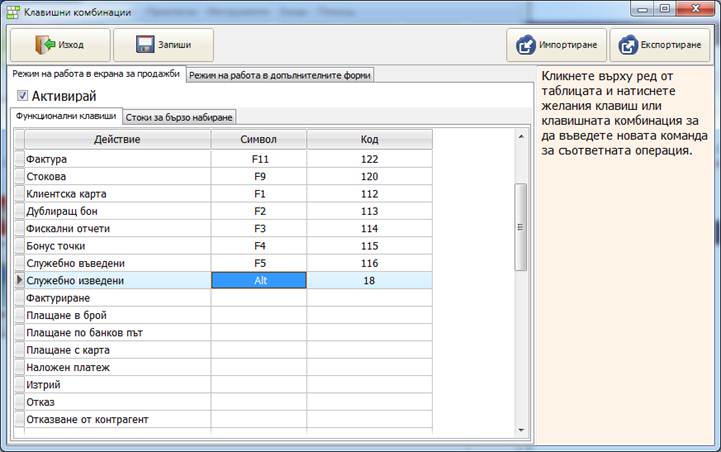 Клавишни комбинации
Изход
Запиши
Импортиране
Експортиране
Режим на работа в екрана за продажби
Режим на работа в допълнителните форми
Активирай
Функционални клавиши
Стоки за бързо набиране
Действие Символ Код
Фактура F11 122
Стокова F9 120
Клиентска карта F1 112
Дублиращ бон F2 113
Фискални отчети F3 114
Бонус точки F4 115
Служебно въведени F5 116
Служебно изведени Alt 18
Фактуриране
Плащане в брой
Плащане по банков път
Плащане с карта
Наложен платеж
Изтрий
Отказ
Отказване от контрагент
Кликнете върху ред от
таблицата и натиснете
желания клавиш или
клавишната комбинация за
да въведете новата команда
за съответната операция.